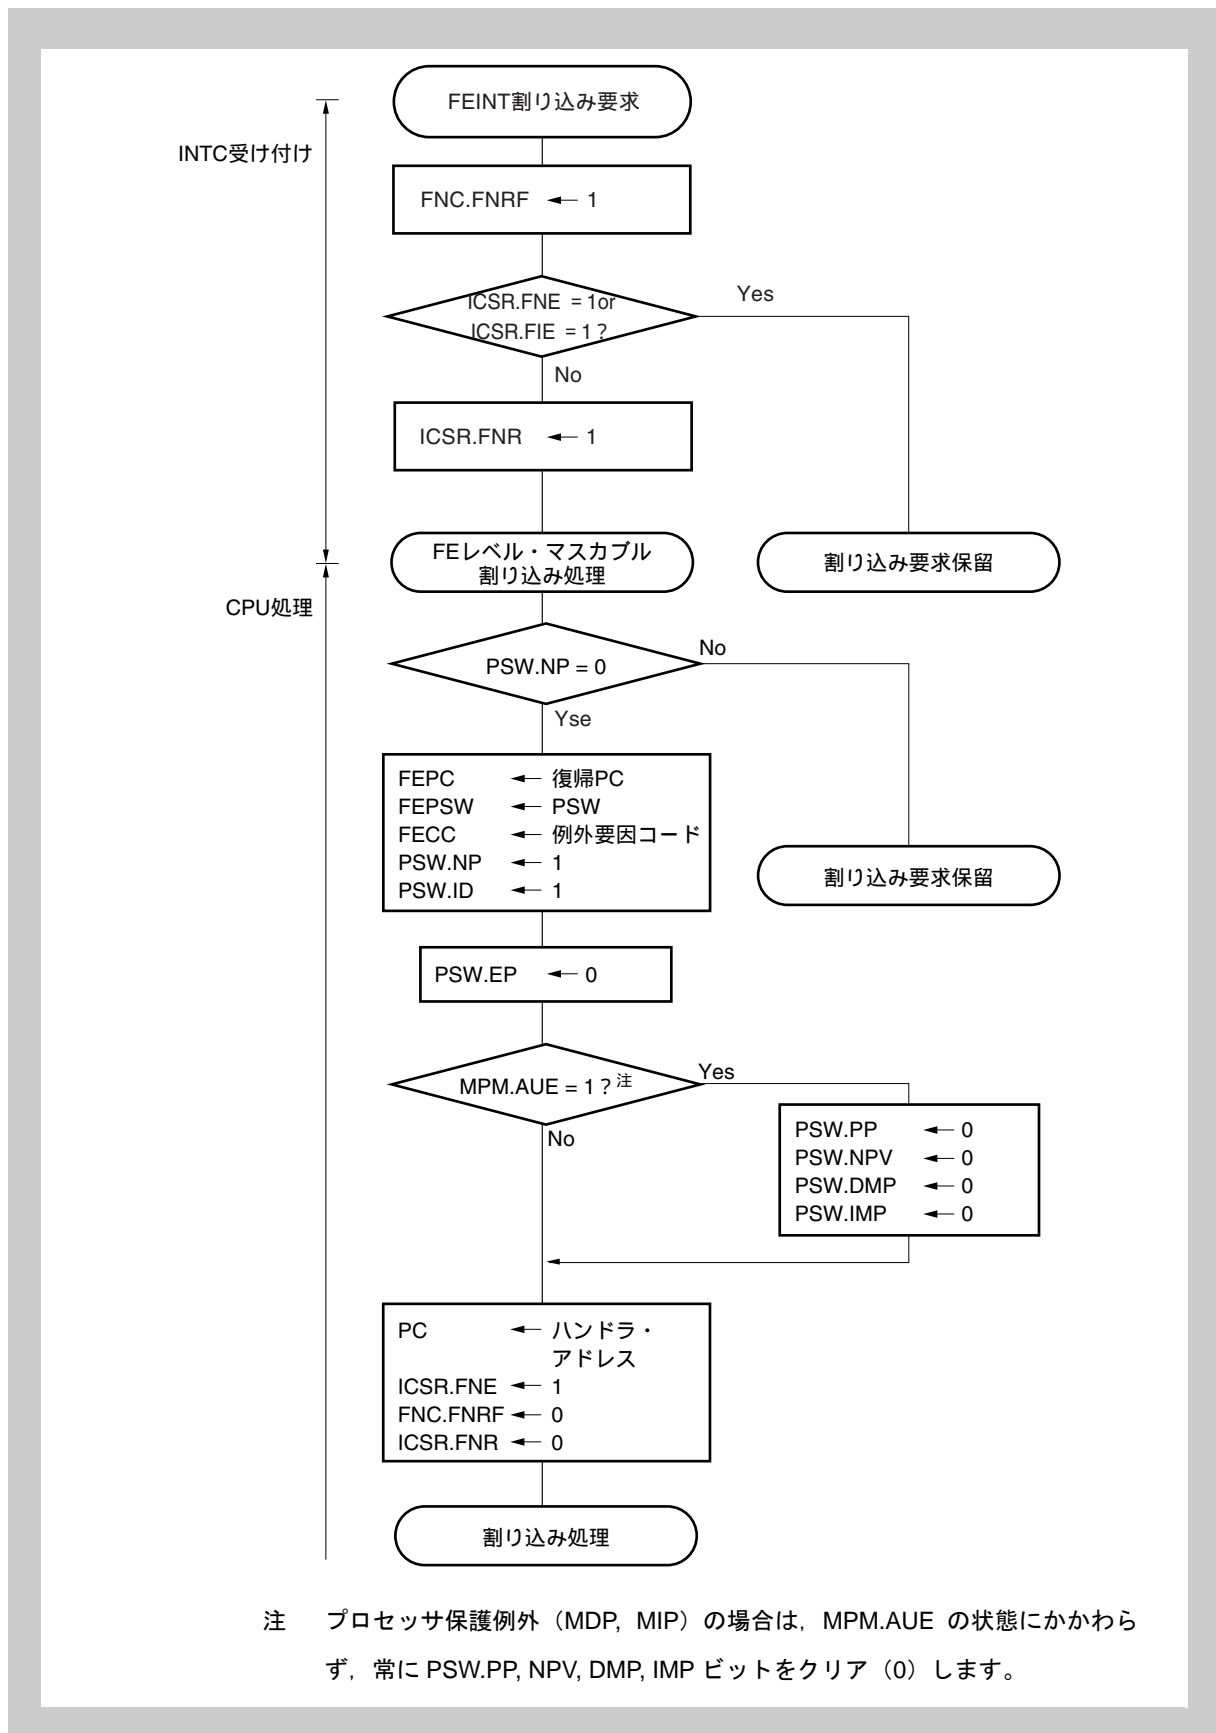 FEINT割り込み要求
INTC受け付け
FNC.FNRF ← 1
ICSR.FNE = 1or
ICSR.FIE = 1？
Yes
No
ICSR.FNR ← 1
FEレベル・マスカブル
割り込み処理
割り込み要求保留
CPU処理
PSW.NP = 0
No
Yse
FEPC ← 復帰PC
FEPSW ← PSW
FECC ← 例外要因コード
PSW.NP ← 1
PSW.ID ← 1
割り込み要求保留
PSW.EP ← 0
MPM.AUE = 1？注
Yes
No
PSW.PP ← 0
PSW.NPV ← 0
PSW.DMP ← 0
PSW.IMP ← 0
PC ← ハンドラ・
アドレス
ICSR.FNE ← 1
FNC.FNRF ← 0
ICSR.FNR ← 0
割り込み処理
注 プロセッサ保護例外（MDP, MIP）の場合は，MPM.AUE の状態にかかわら
ず，常に PSW.PP, NPV, DMP, IMP ビットをクリア（0）します。